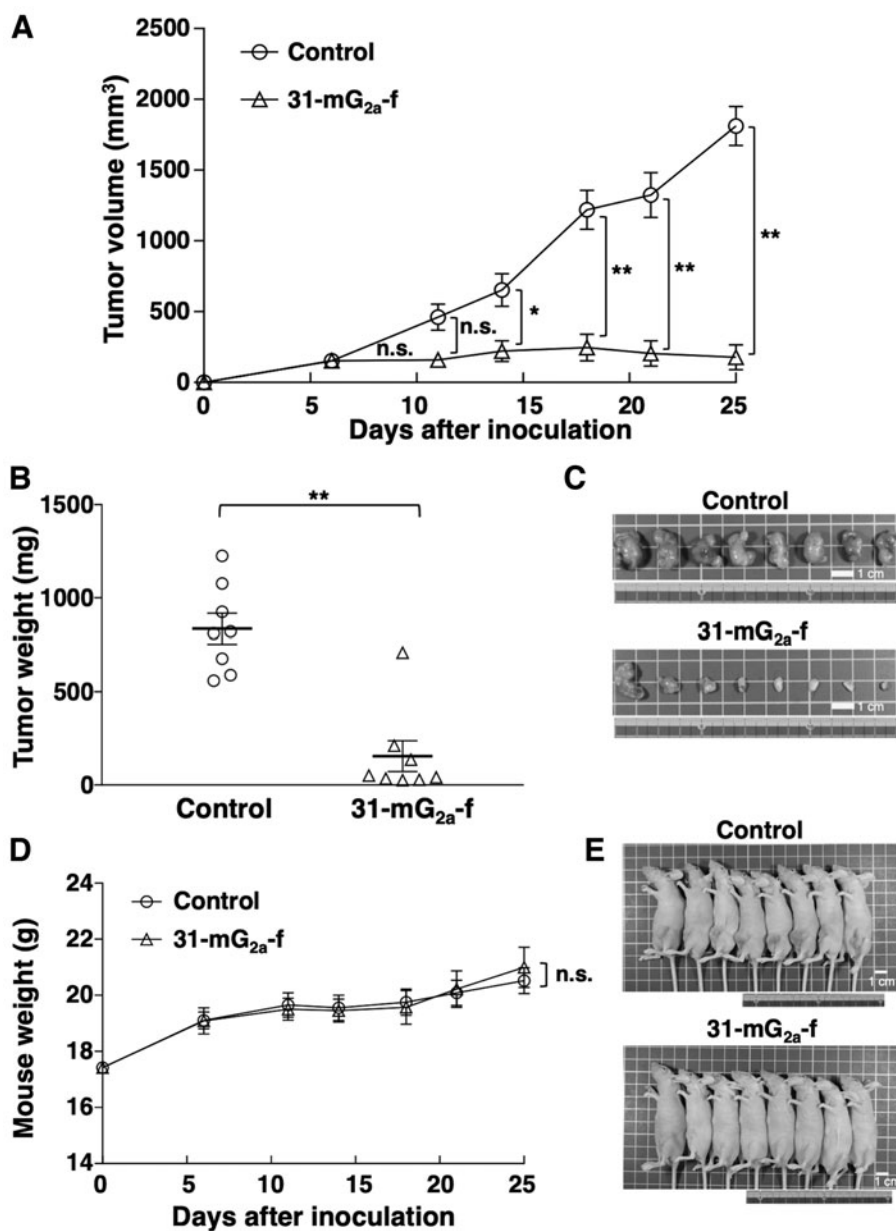 A
2500
2000
1500
1000
500
0
Tumor volume (mm³)
Control
31-mG₂ₐ-f
n.s.
n.s.
*
**
**
**
0
5
10
15
20
25
Days after inoculation
B
1500
1000
500
0
Tumor weight (mg)
**
Control
31-mG₂ₐ-f
C
Control
1 cm
31-mG₂ₐ-f
1 cm
D
24
22
20
18
16
14
Mouse weight (g)
Control
31-mG₂ₐ-f
n.s.
0
5
10
15
20
25
Days after inoculation
E
Control
1 cm
31-mG₂ₐ-f
1 cm